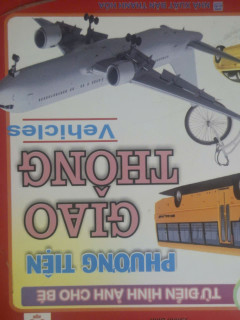 TỪ ĐIỂN HÌNH ẢNH CHO BÉ
PHƯƠNG TIỆN
GIAO
THÔNG
Vehicles